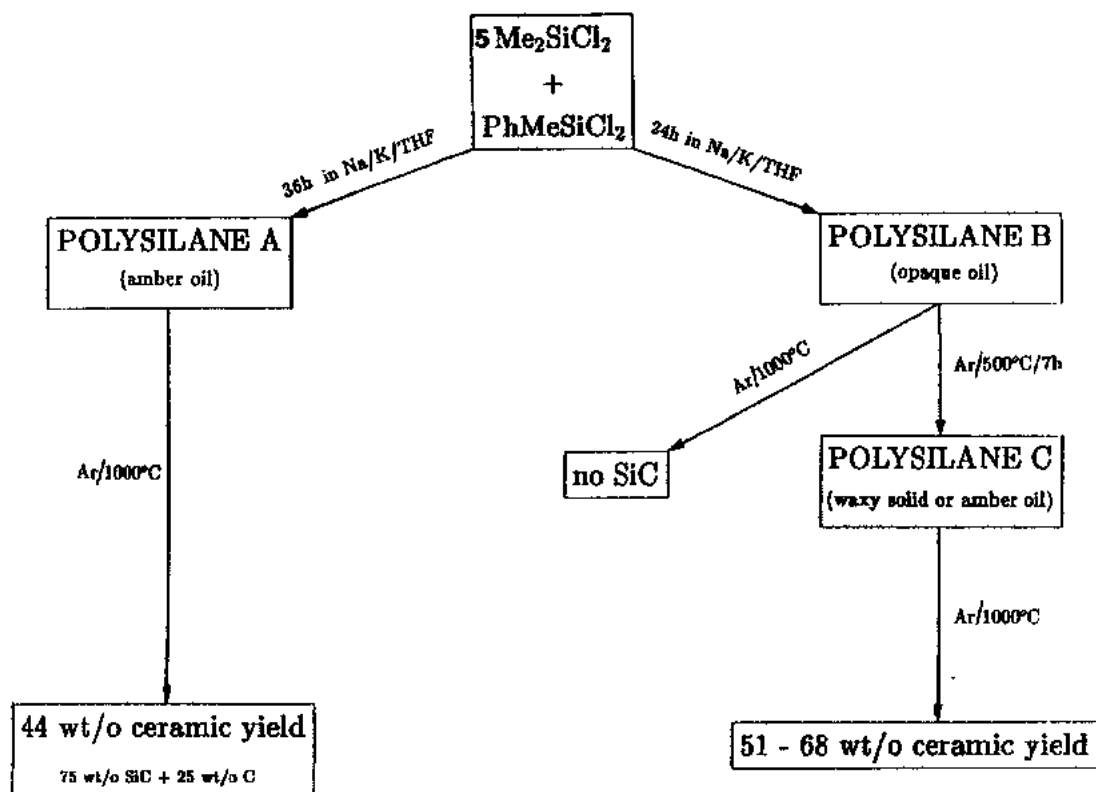 5Me₂SiCl₂
+
PhMeSiCl₂
36h in Na/K/THF
24h in Na/K/THF
POLYSILANE A
(amber oil)
POLYSILANE B
(opaque oil)
Ar/1000°C
Ar/500°C/7h
no SiC
POLYSILANE C
(waxy solid or amber oil)
Ar/1000°C
Ar/1000°C
44 wt/o ceramic yield
75 wt/o SiC + 25 wt/o C
51 - 68 wt/o ceramic yield